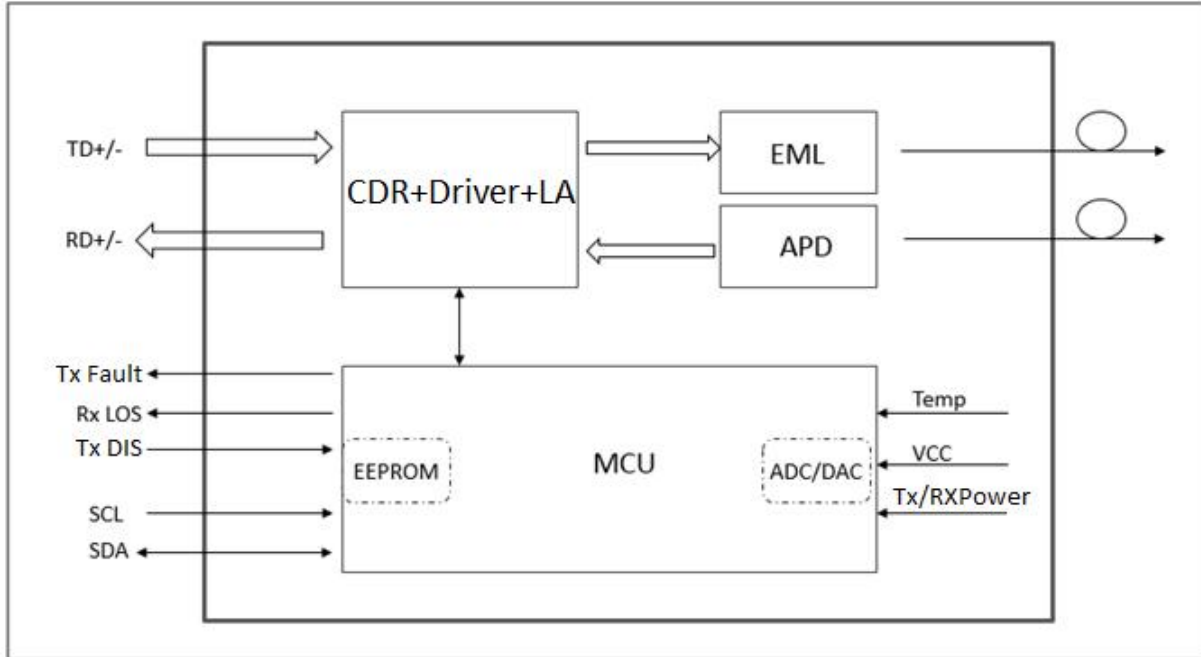 TD+/-
CDR+Driver+LA
EML
RD+/-
APD
Tx Fault
Rx LOS
Tx DIS
SCL
SDA
EEPROM
MCU
ADC/DAC
Temp
VCC
Tx/RXPower